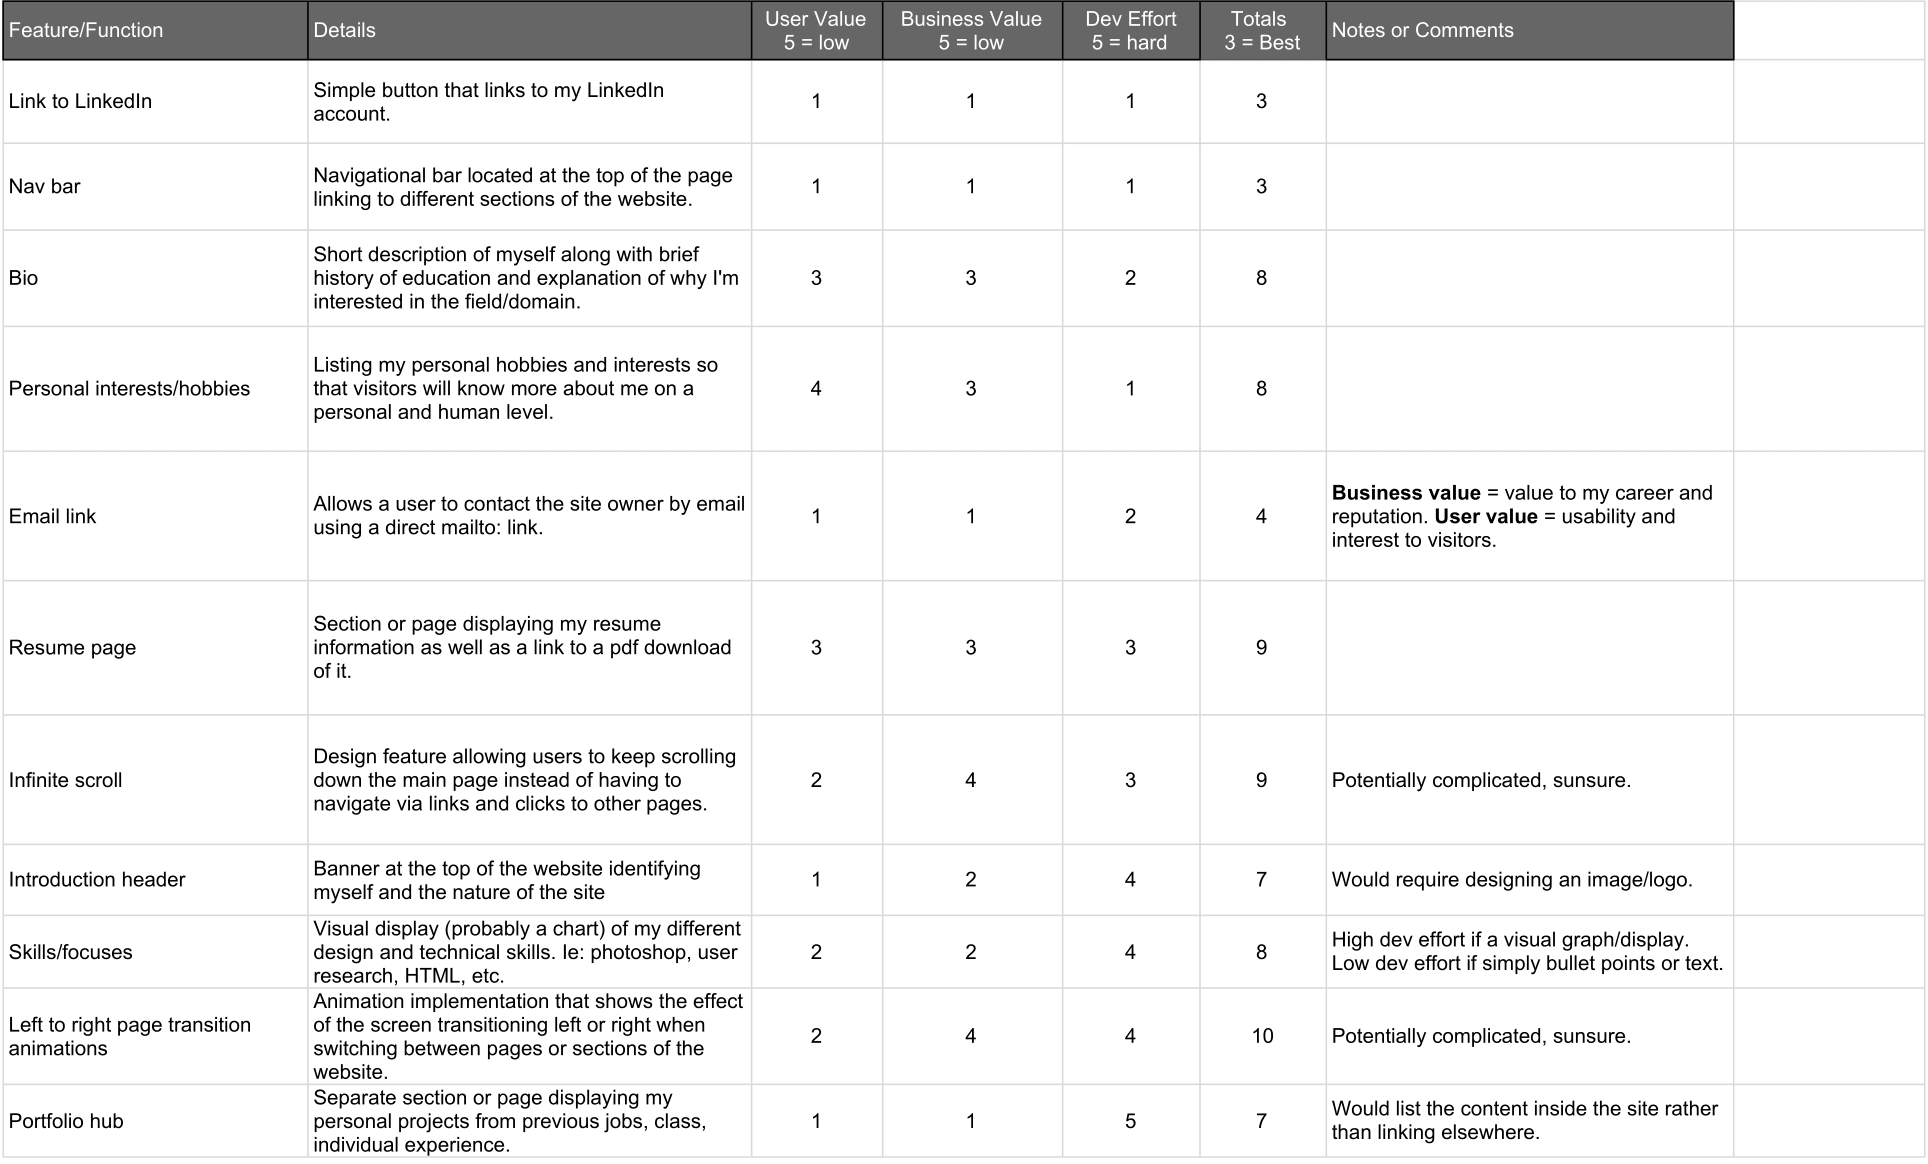 Feature/Function
Details
User Value
5 = low
Business Value
5 = low
Dev Effort
5 = hard
Totals
3 = Best
Notes or Comments
Link to LinkedIn
Simple button that links to my LinkedIn
account.
1
1
1
3
Nav bar
Navigational bar located at the top of the page
linking to different sections of the website.
1
1
1
3
Bio
Short description of myself along with brief
history of education and explanation of why I'm
interested in the field/domain.
3
3
2
8
Personal interests/hobbies
Listing my personal hobbies and interests so
that visitors will know more about me on a
personal and human level.
4
3
1
8
Email link
Allows a user to contact the site owner by email
using a direct mailto: link.
1
1
2
4
Business value = value to my career and
reputation. User value = usability and
interest to visitors.
Resume page
Section or page displaying my resume
information as well as a link to a pdf download
of it.
3
3
3
9
Infinite scroll
Design feature allowing users to keep scrolling
down the main page instead of having to
navigate via links and clicks to other pages.
2
4
3
9
Potentially complicated, sunsure.
Introduction header
Banner at the top of the website identifying
myself and the nature of the site
1
2
4
7
Would require designing an image/logo.
Skills/focuses
Visual display (probably a chart) of my different
design and technical skills. Ie: photoshop, user
research, HTML, etc.
2
2
4
8
High dev effort if a visual graph/display.
Low dev effort if simply bullet points or text.
Left to right page transition
animations
Animation implementation that shows the effect
of the screen transitioning left or right when
switching between pages or sections of the
website.
2
4
4
10
Potentially complicated, sunsure.
Portfolio hub
Separate section or page displaying my
personal projects from previous jobs, class,
individual experience.
1
1
5
7
Would list the content inside the site rather
than linking elsewhere.